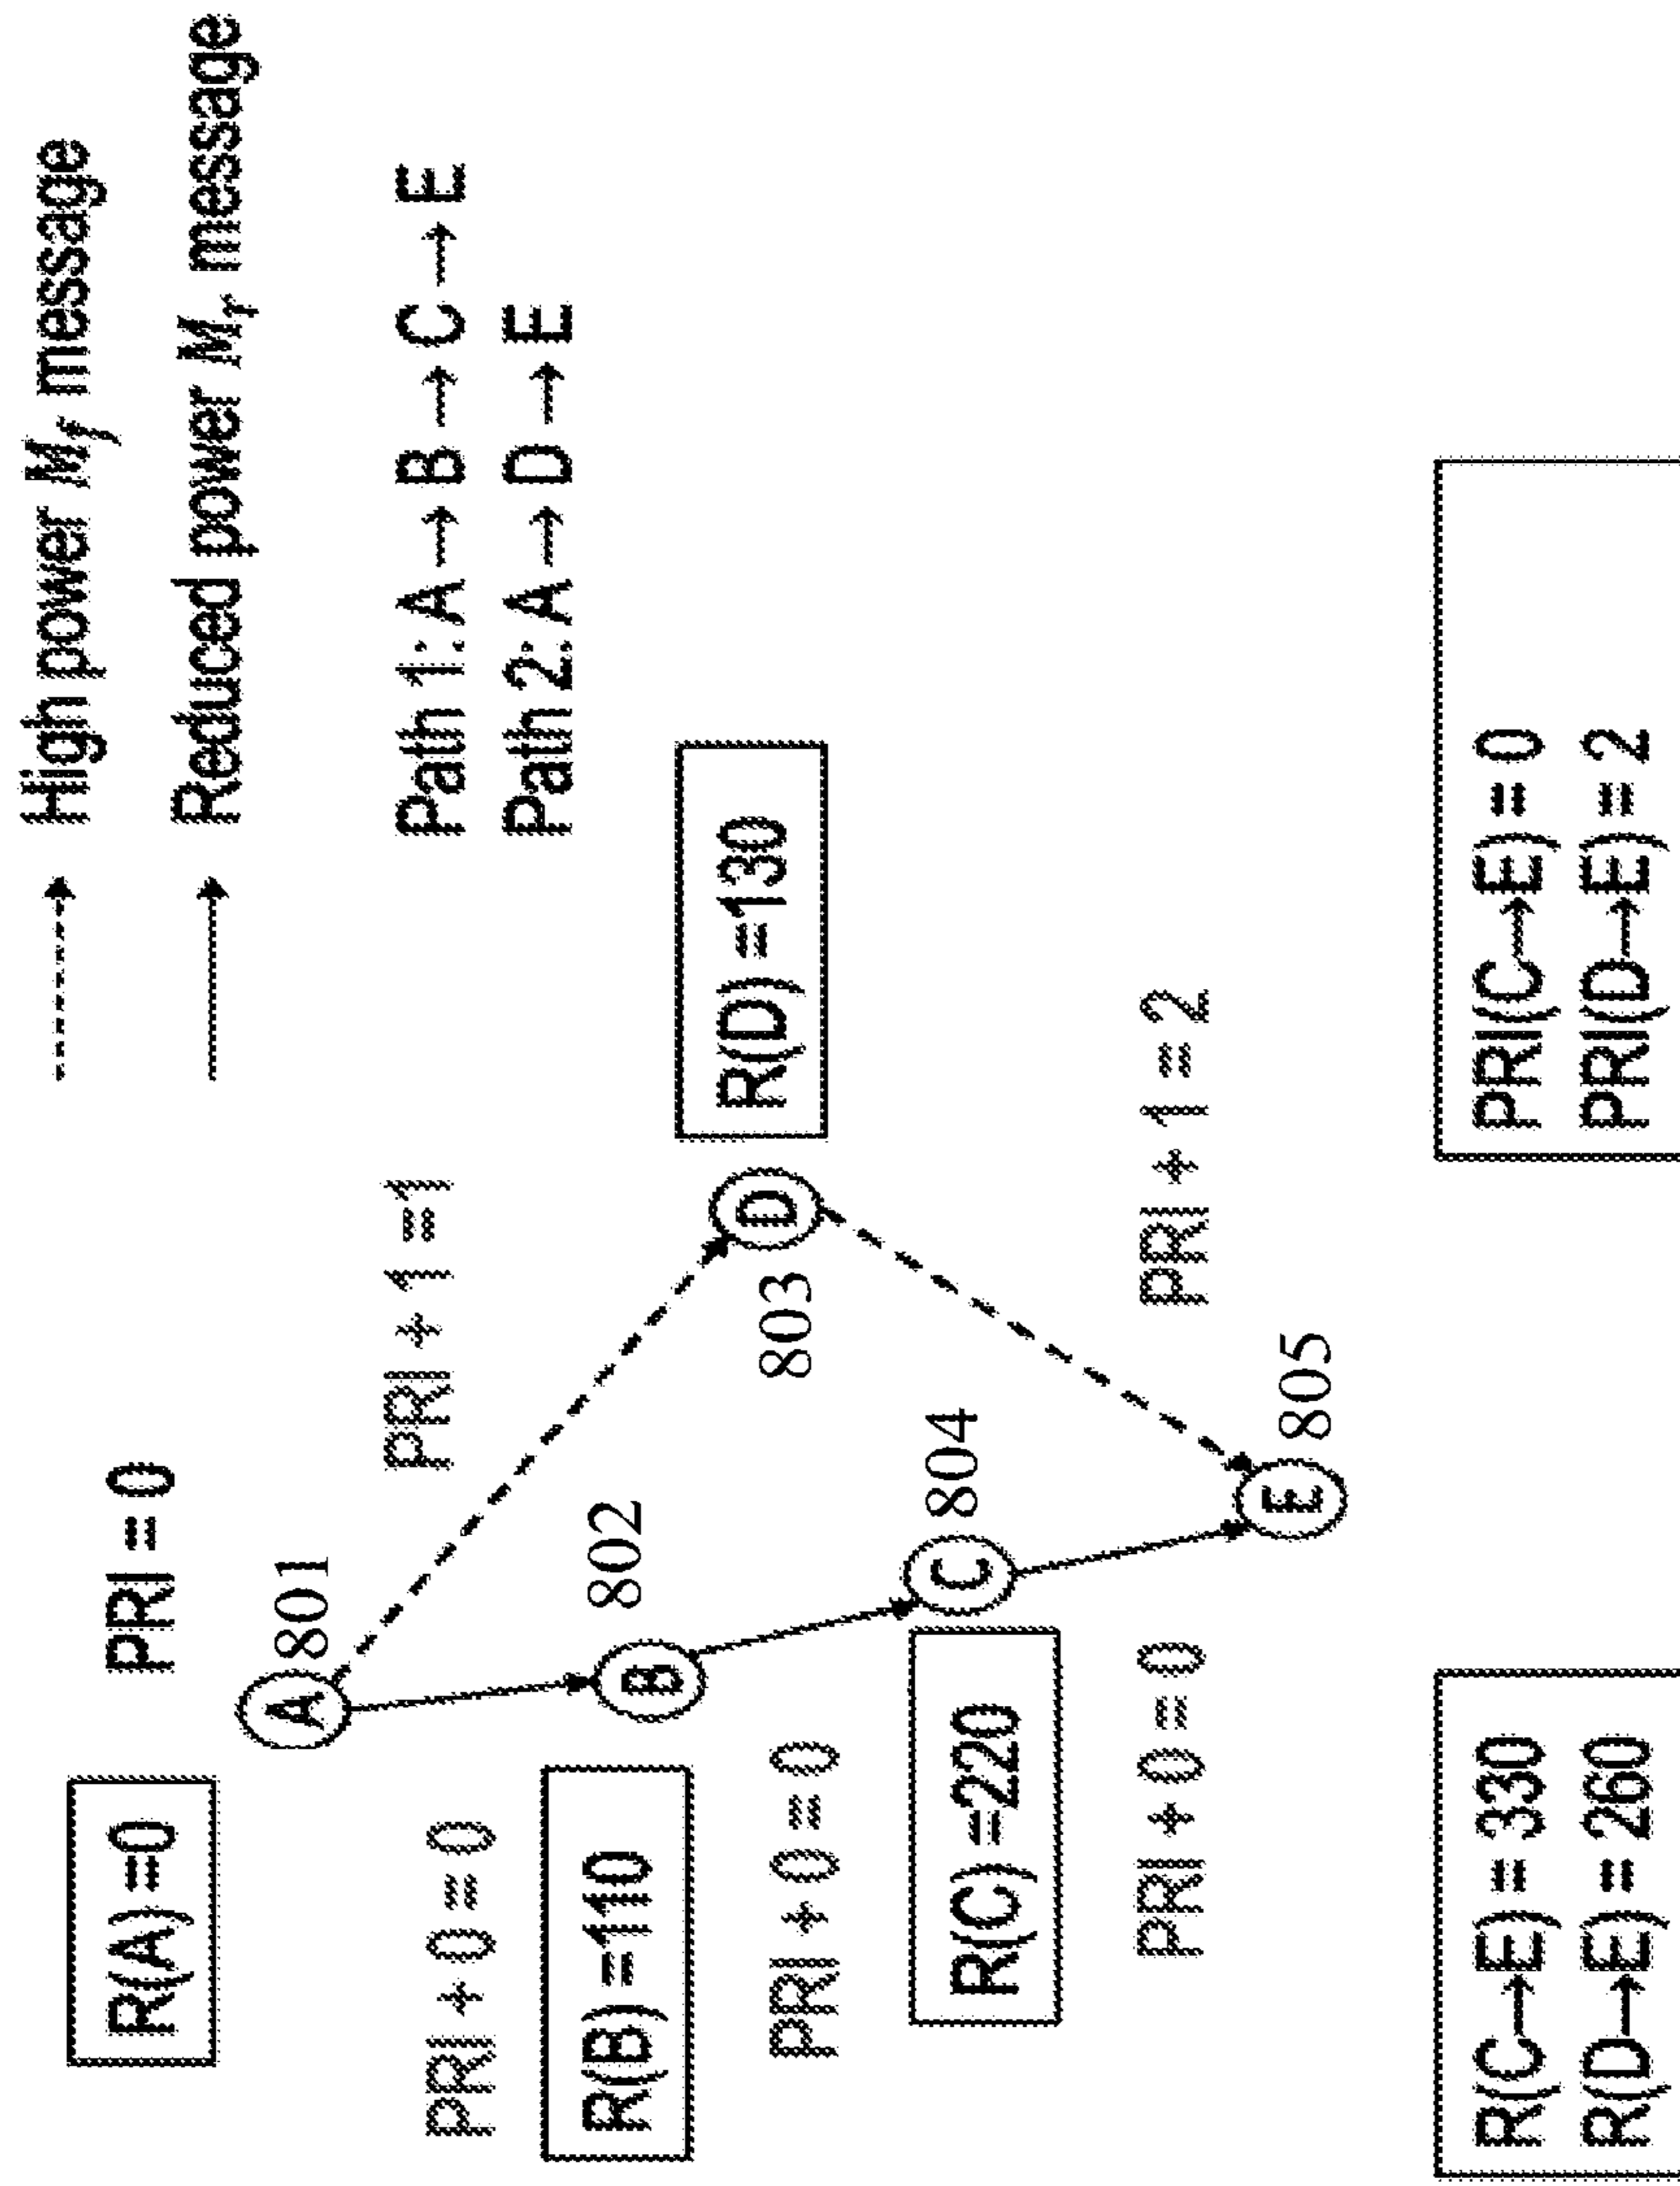 High power M_f message
Reduced power M_r message
Path 1: A → B → C → E
Path 2: A → D → E
R(A) =0
PRI = 0
A
801
PRI + 0 = 0
PRI + 1 =1
R(B) =110
B
802
R(D) =130
D
803
PRI + 0 = 0
R(C) =220
C
804
PRI + 0 = 0
PRI + 1 = 2
E
805
R(C→E) = 330
R(D→E) = 260
PRI(C→E) = 0
PRI(D→E) = 2